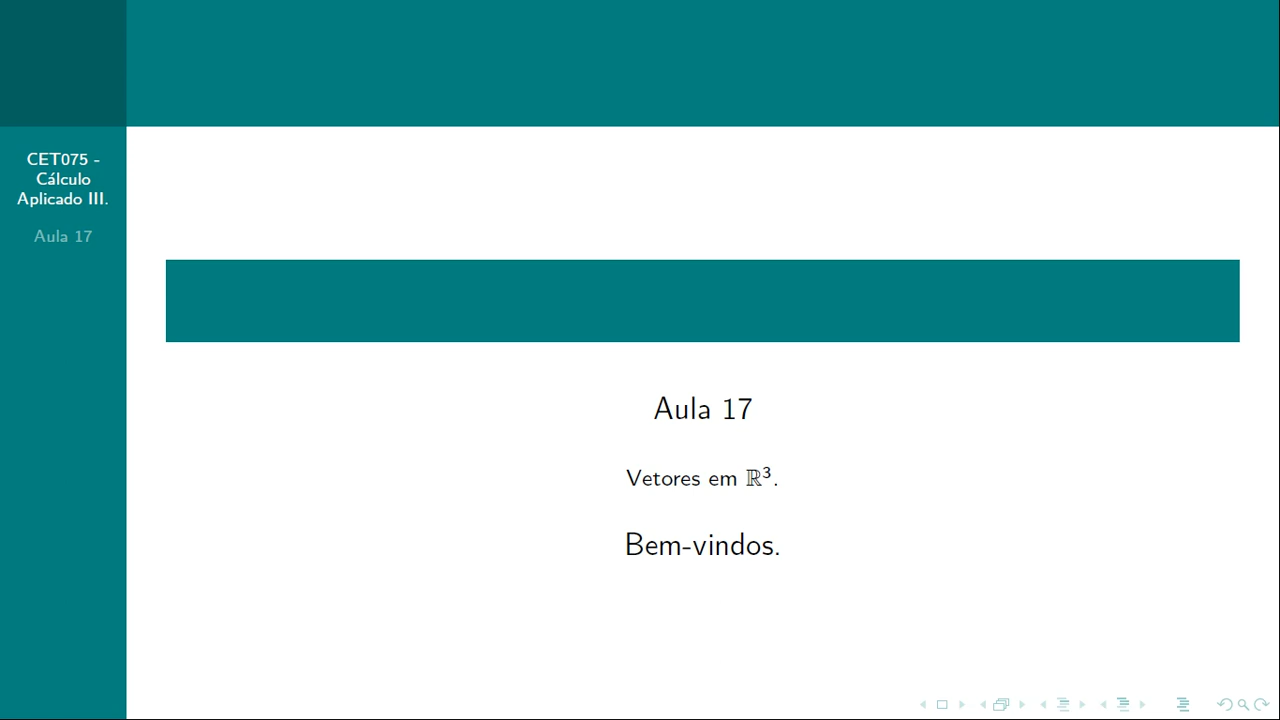 CET075 -
Cálculo
Aplicado III.
Aula 17
Aula 17
Vetores em ℝ³.
Bem-vindos.